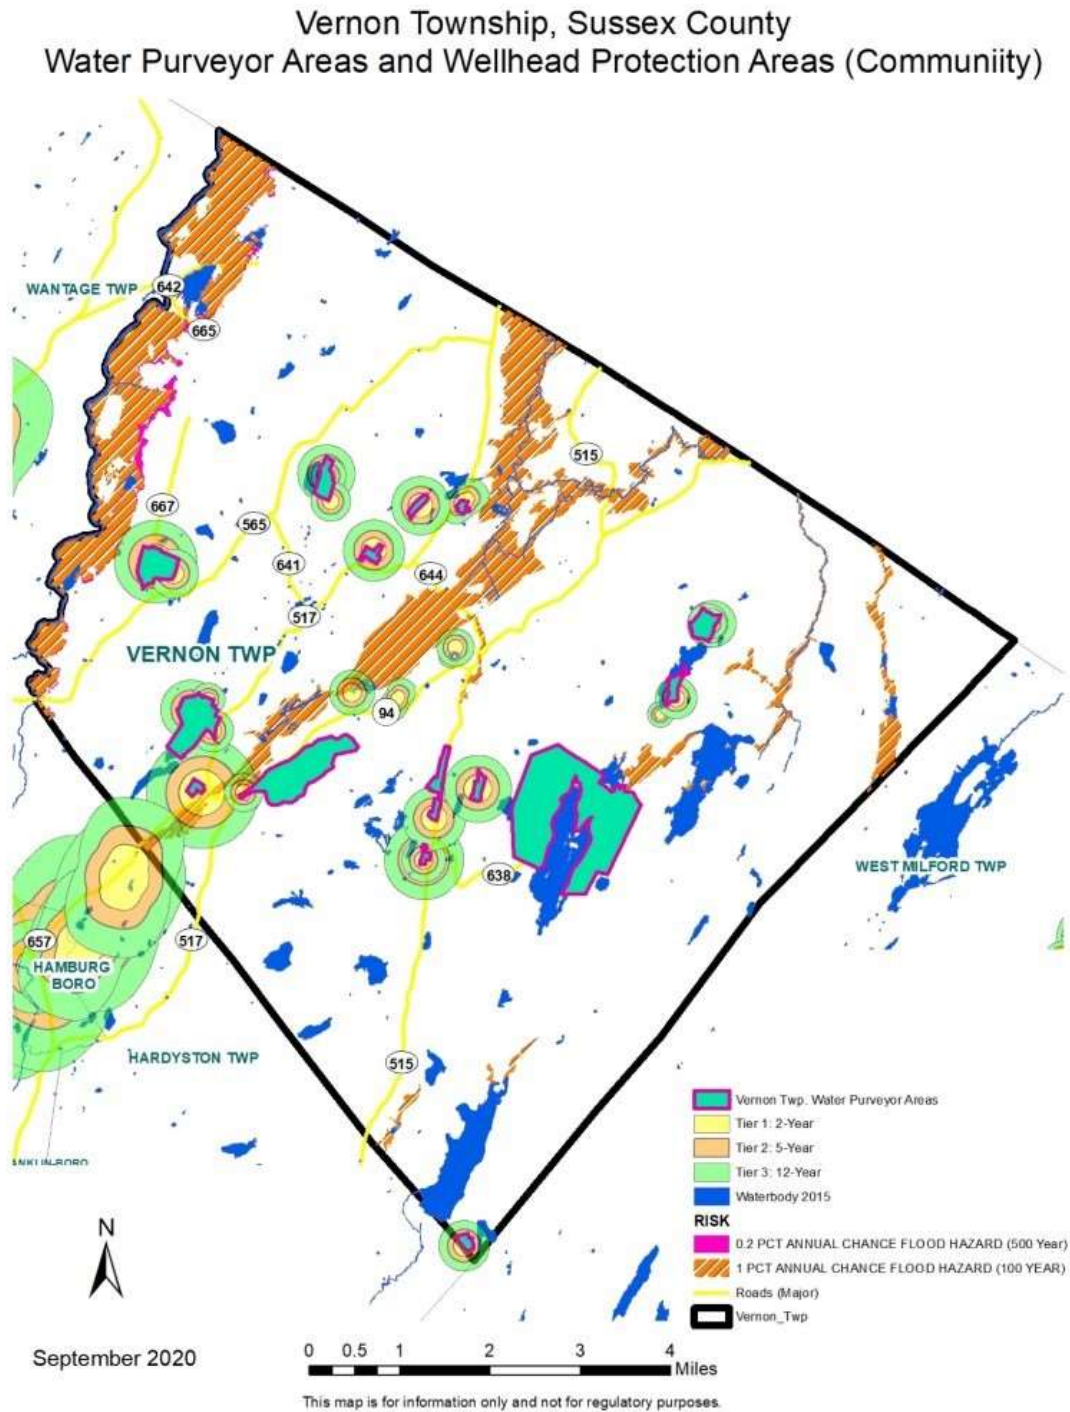 Vernon Township, Sussex County
Water Purveyor Areas and Wellhead Protection Areas (Communiity)
WANTAGE TWP
642
665
515
667
565
641
644
517
VERNON TWP
94
638
WEST MILFORD TWP
657
517
HAMBURG
BORO
HARDYSTON TWP
515
ANKLIN BORO
Vernon Twp. Water Purveyor Areas
Tier 1: 2-Year
Tier 2: 5-Year
Tier 3: 12-Year
Waterbody 2015
RISK
0.2 PCT ANNUAL CHANCE FLOOD HAZARD (500 Year)
1 PCT ANNUAL CHANCE FLOOD HAZARD (100 YEAR)
Roads (Major)
Vernon_Twp
N
September 2020
0 0.5 1 2 3 4
Miles
This map is for information only and not for regulatory purposes.